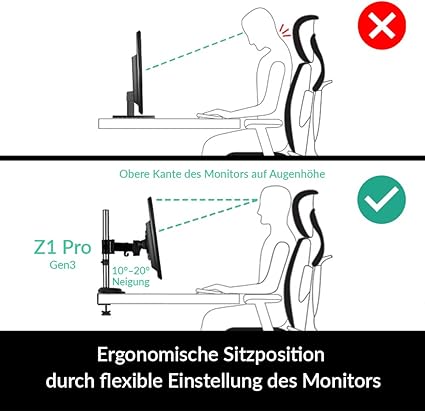 Obere Kante des Monitors auf Augenhöhe
Z1 Pro
Gen3
10°-20°
Neigung
Ergonomische Sitzposition
durch flexible Einstellung des Monitors